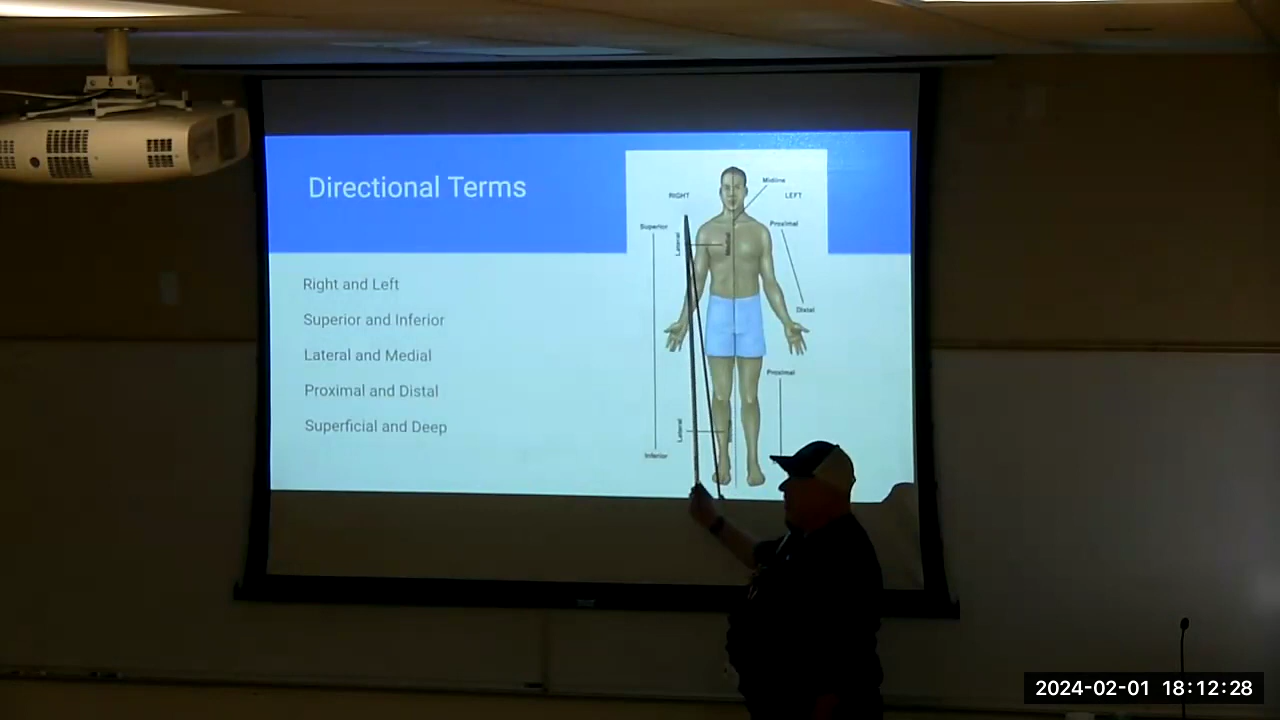 Directional Terms
Right and Left
Superior and Inferior
Lateral and Medial
Proximal and Distal
Superficial and Deep
Midline
RIGHT
LEFT
Superior
Lateral
Medial
Proximal
Distal
Proximal
Lateral
Inferior
2024-02-01 18:12:28